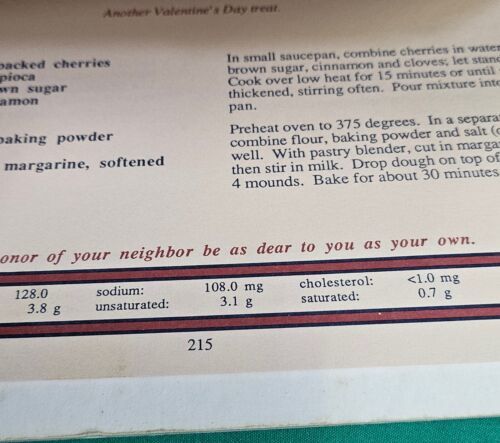 Another Valentine's Day treat.
packed cherries
pioca
wn sugar
amon
baking powder
margarine, softened
In small saucepan, combine cherries in water
brown sugar, cinnamon and cloves; let stand
Cook over low heat for 15 minutes or until
thickened, stirring often. Pour mixture into
pan.
Preheat oven to 375 degrees. In a separa
combine flour, baking powder and salt (o
well. With pastry blender, cut in marga
then stir in milk. Drop dough on top of
4 mounds. Bake for about 30 minutes
onor of your neighbor be as dear to you as your own.
128.0 sodium: 108.0 mg cholesterol: <1.0 mg
3.8 g unsaturated: 3.1 g saturated: 0.7 g
215